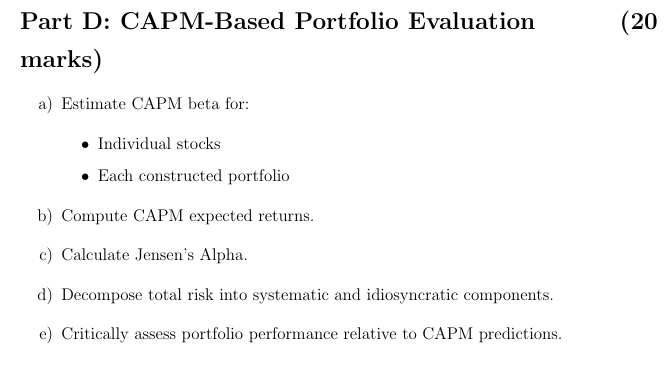 Part D: CAPM-Based Portfolio Evaluation (20
marks)
a) Estimate CAPM beta for:
• Individual stocks
• Each constructed portfolio
b) Compute CAPM expected returns.
c) Calculate Jensen's Alpha.
d) Decompose total risk into systematic and idiosyncratic components.
e) Critically assess portfolio performance relative to CAPM predictions.